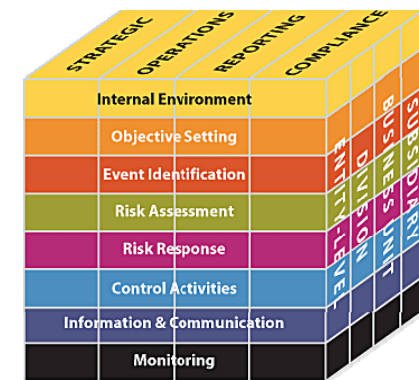 STRATEGIC
OPERATIONS
REPORTING
COMPLIANCE
Internal Environment
Objective Setting
Event Identification
Risk Assessment
Risk Response
Control Activities
Information & Communication
Monitoring
ENTITY-LEVEL
DIVISION
BUSINESS UNIT
SUBSIDIARY